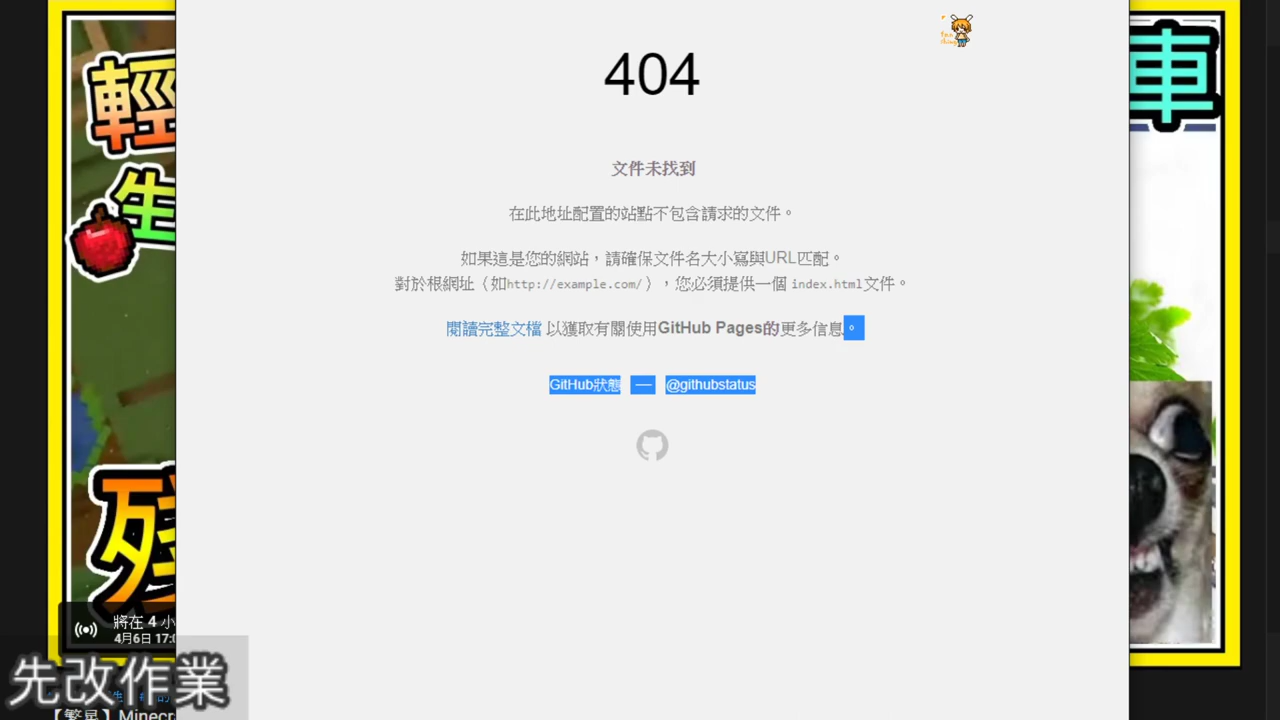 404
文件未找到
在此地址配置的站點不包含請求的文件。
如果這是您的網站，請確保文件名大小寫與URL匹配。
對於根網址（如http://example.com/），您必須提供一個 index.html文件。
閱讀完整文檔 以獲取有關使用GitHub Pages的更多信息。
GitHub狀態 — @githubstatus
輕
生
車
將在 4 小
4月6日 17:0
先改作業
【繁星】Minecr